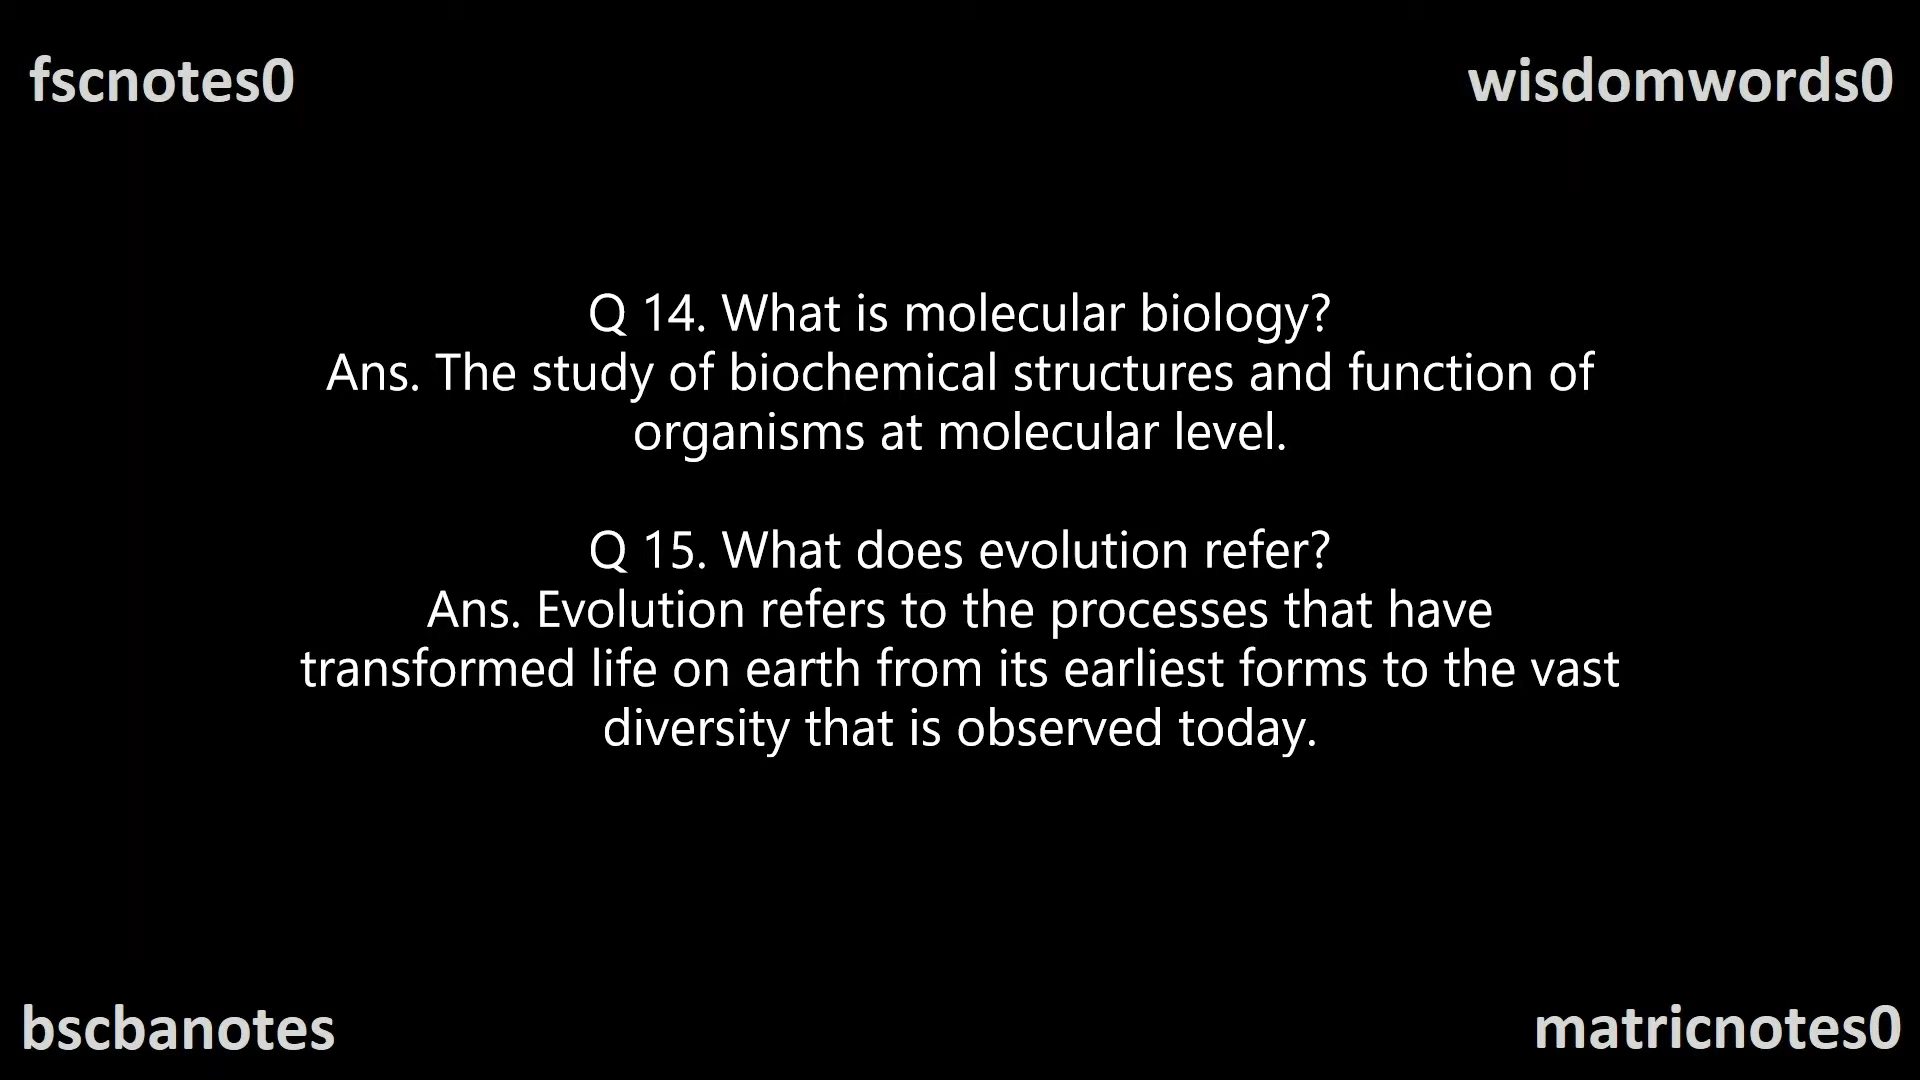 fscnotes0
wisdomwords0
Q 14. What is molecular biology?
Ans. The study of biochemical structures and function of
organisms at molecular level.
Q 15. What does evolution refer?
Ans. Evolution refers to the processes that have
transformed life on earth from its earliest forms to the vast
diversity that is observed today.
bscbanotes
matricnotes0